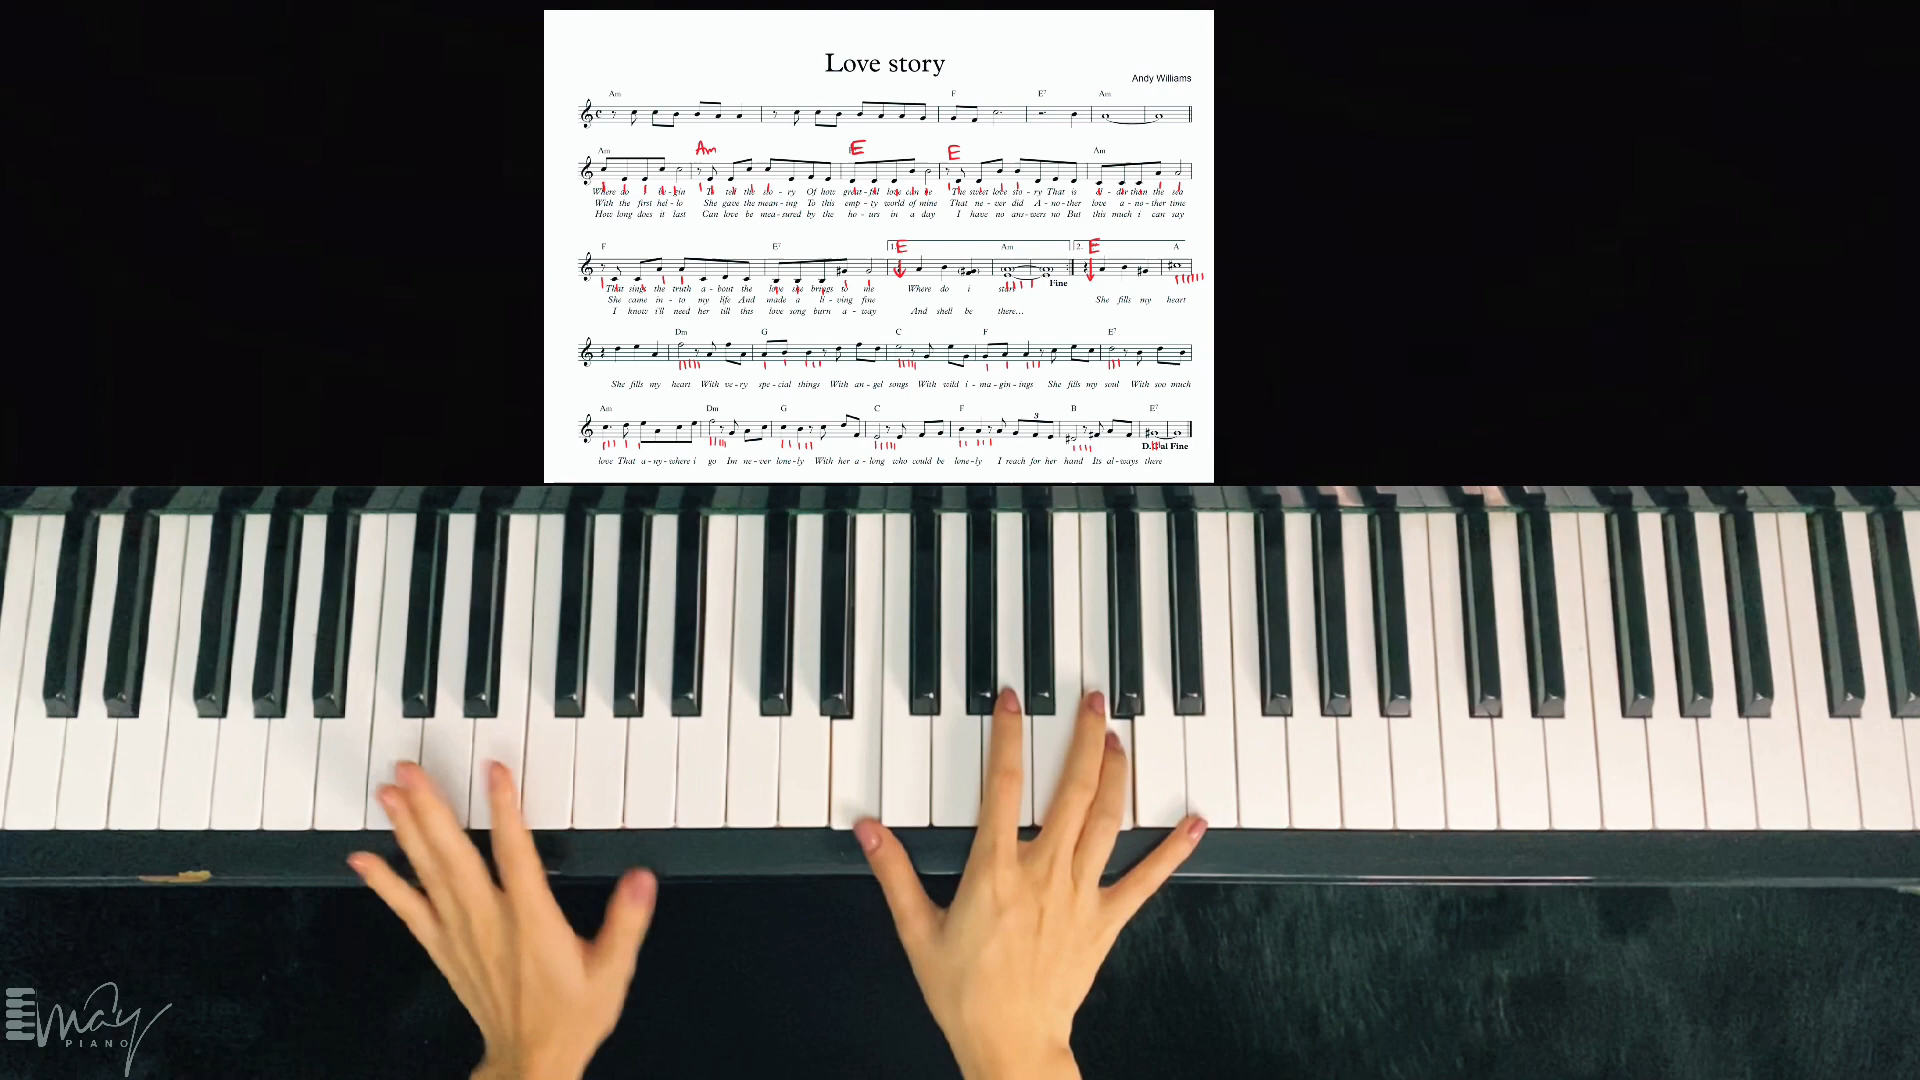 Love story
Andy Williams
Am F E7 Am
Am Am E E Am
Where do i be - gin To tell the sto - ry Of how great - ful love can be The sweet love sto - ry That is than the sea
With the first hel - lo She gave the mean - ing To this emp - ty world of mine That ne - ver did A - no - ther love a - no - ther time
How long does it last Can love be mea - sured by the ho - urs in a day I have no ans - wers no But this much i can say
F E7 1. E Am 2. E A
That sings the truth a - bout the love she brings to me Where do i start Fine
She came in - to my life And made a li - ving fine She fills my heart
I know i'll need her till this love song burn a - way And shell be there...
Dm G C F E7
She fills my heart With ve - ry spe - cial things With an - gel songs With wild i - ma - gin - ings She fills my soul With soo much
Am Dm G C F 3 B E7
D.S al Fine
love That a - ny - where i go Im ne - ver lone - ly With her a - long who could be lone - ly I reach for her hand Its al - ways there
May
PIANO